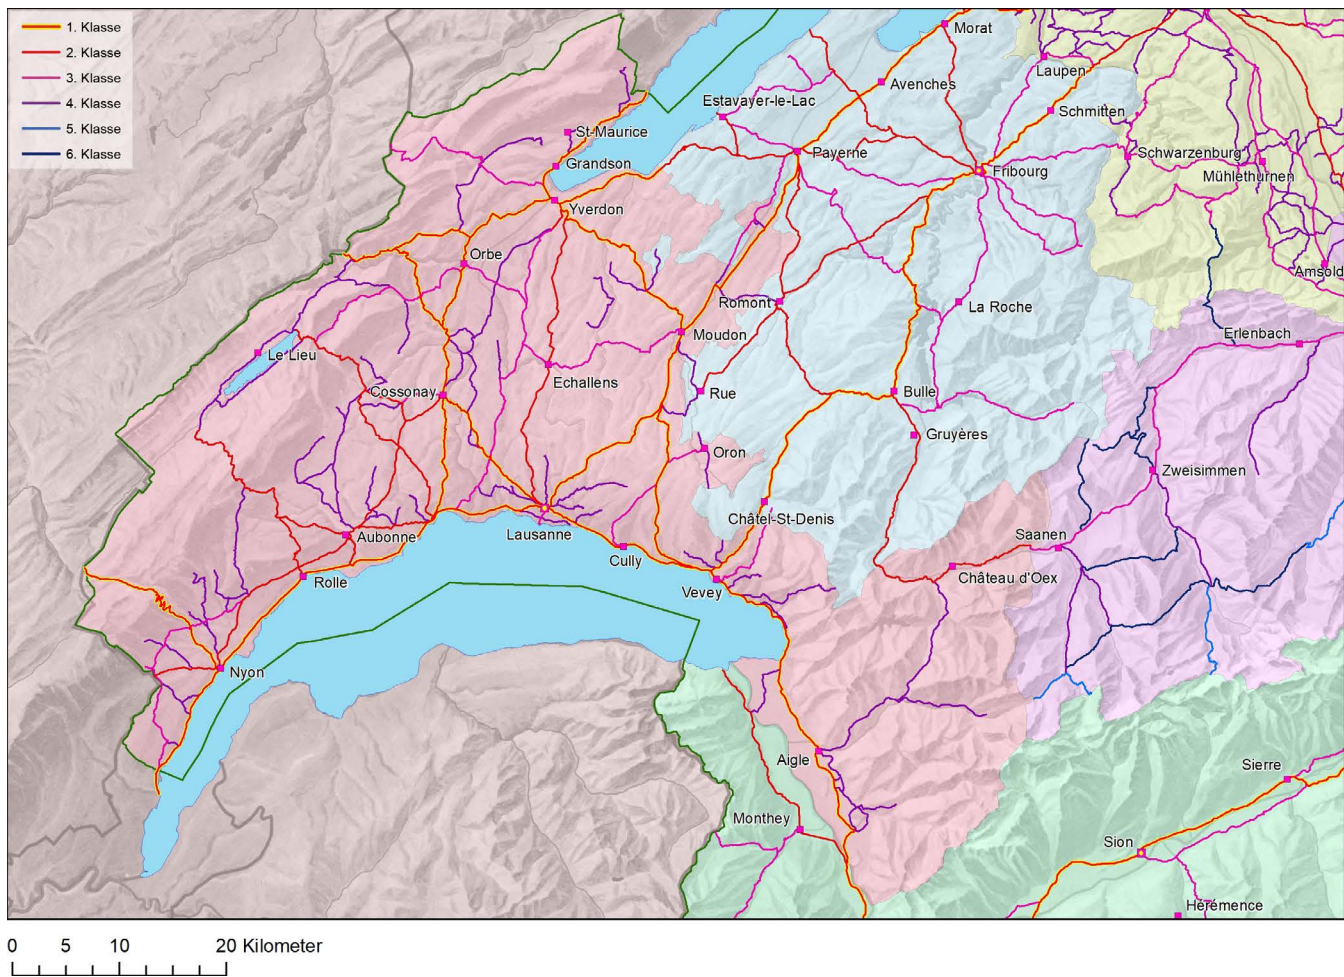 1. Klasse
2. Klasse
3. Klasse
4. Klasse
5. Klasse
6. Klasse
Morat
Laupen
Avenches
Estavayer-le-Lac
Schmitten
St-Maurice
Payerne
Schwarzenburg
Grandson
Fribourg
Mühlethurnen
Yverdon
Orbe
Amsold
Romont
La Roche
Moudon
Erlenbach
Le Lieu
Echallens
Cossonay
Rue
Bulle
Gruyères
Oron
Zweisimmen
Châtel-St-Denis
Lausanne
Aubonne
Saanen
Cully
Château d'Oex
Rolle
Vevey
Nyon
Aigle
Sierre
Monthey
Sion
Hérémence
0 5 10 20 Kilometer